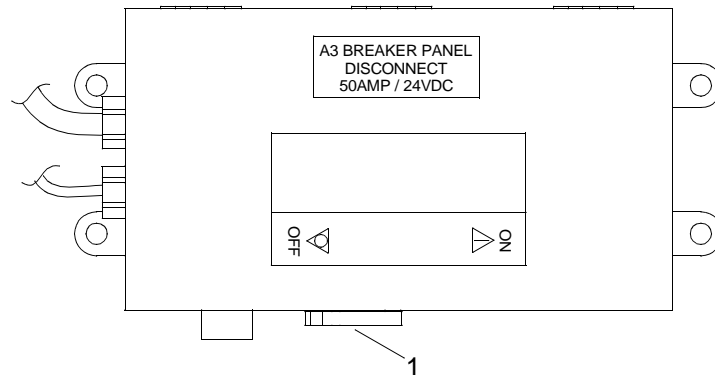 A3 BREAKER PANEL
DISCONNECT
50AMP / 24VDC
OFF
ON
1